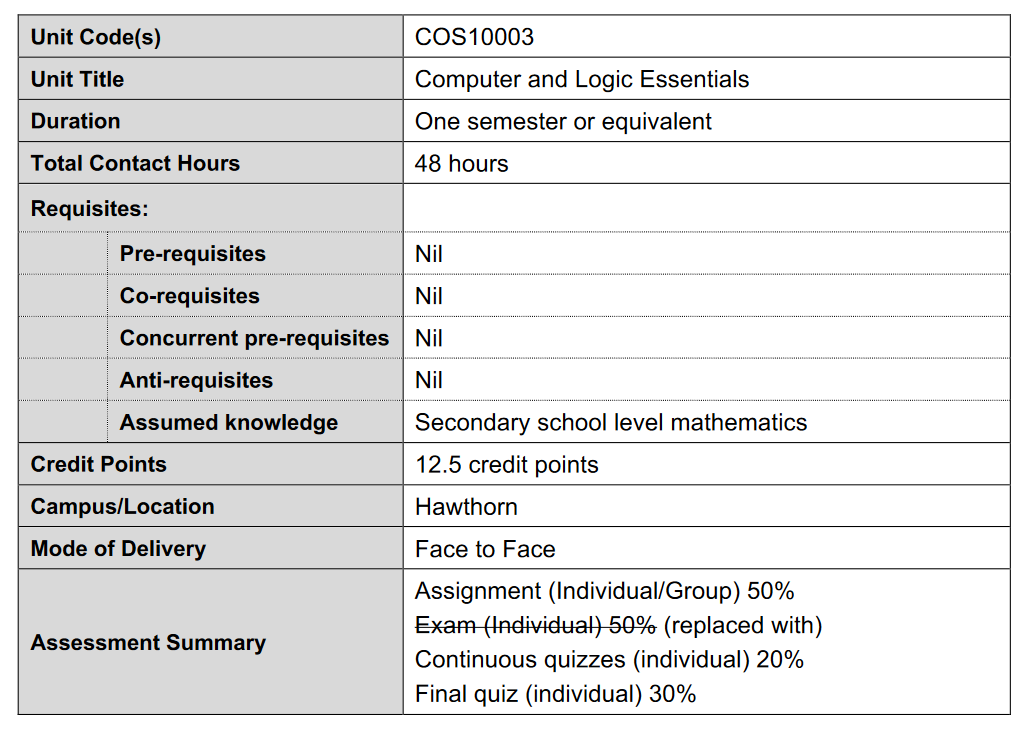 Unit Code(s) COS10003
Unit Title Computer and Logic Essentials
Duration One semester or equivalent
Total Contact Hours 48 hours
Requisites:
Pre-requisites Nil
Co-requisites Nil
Concurrent pre-requisites Nil
Anti-requisites Nil
Assumed knowledge Secondary school level mathematics
Credit Points 12.5 credit points
Campus/Location Hawthorn
Mode of Delivery Face to Face
Assessment Summary
Assignment (Individual/Group) 50%
Exam (Individual) 50% (replaced with)
Continuous quizzes (individual) 20%
Final quiz (individual) 30%